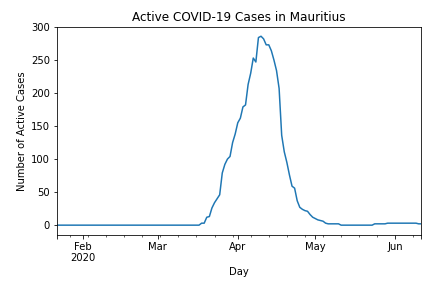 Active COVID-19 Cases in Mauritius
Number of Active Cases
300
250
200
150
100
50
0
Feb
2020
Mar
Apr
May
Jun
Day